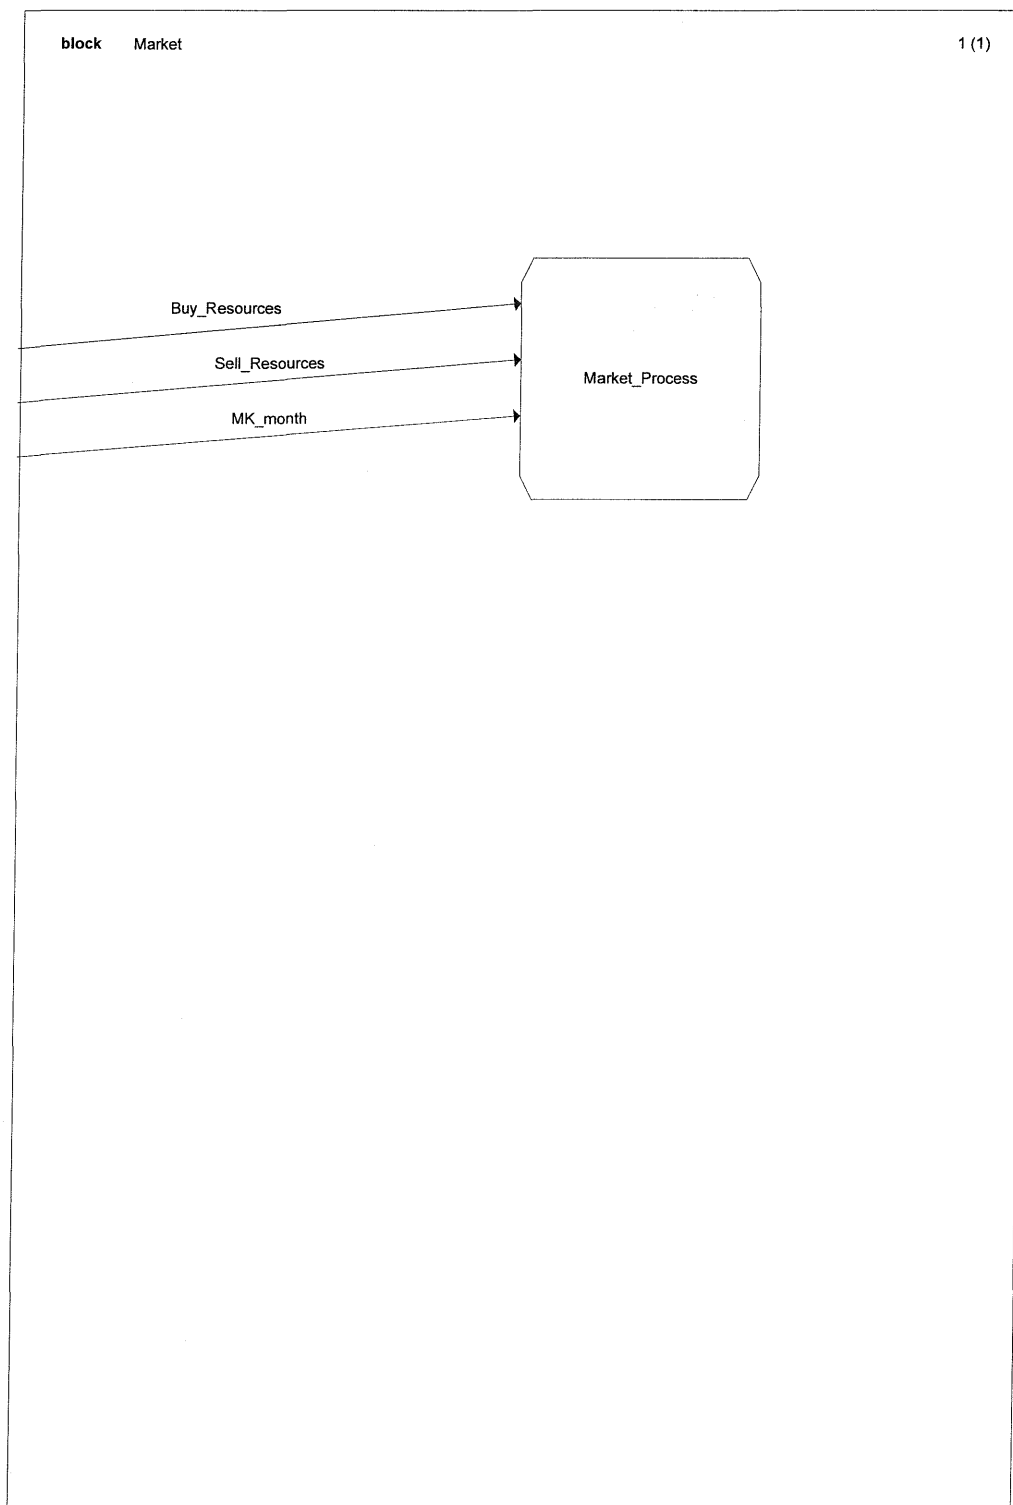 block Market 1 (1)
Buy_Resources
Sell_Resources
Market_Process
MK_month